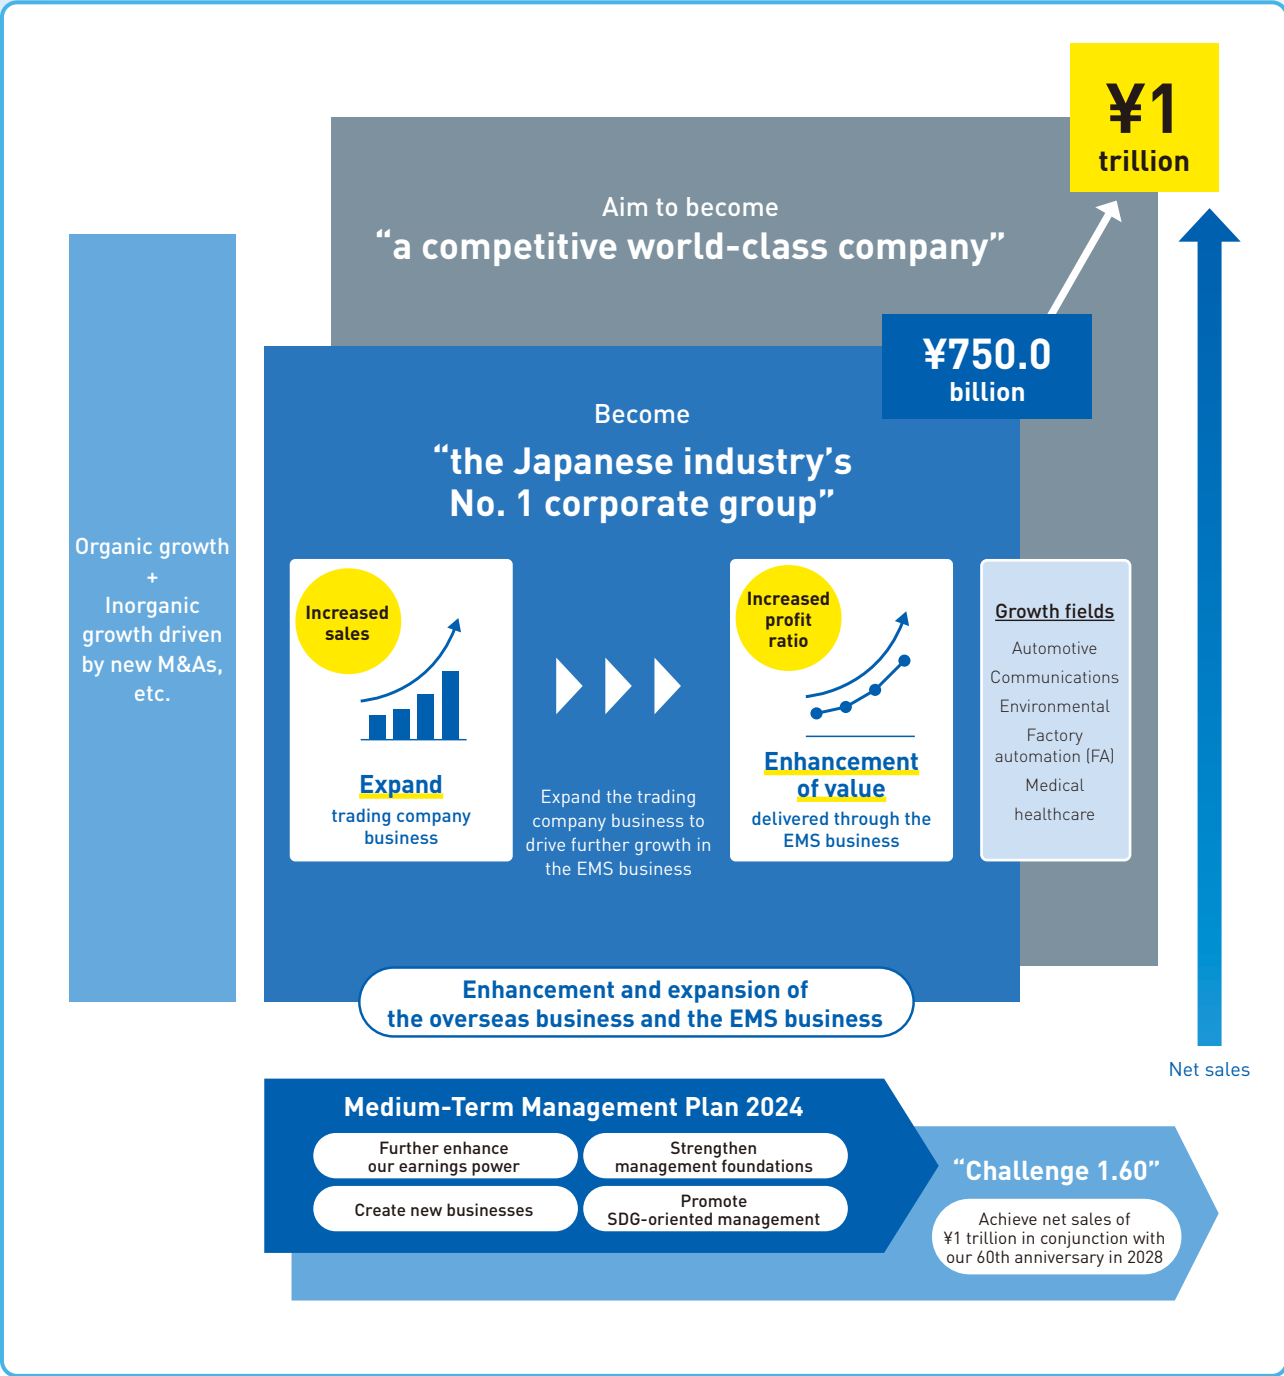 ¥1
trillion
Aim to become
“a competitive world-class company”
¥750.0
billion
Become
“the Japanese industry’s
No. 1 corporate group”
Organic growth
+
Inorganic
growth driven
by new M&As,
etc.
Increased
sales
Expand
trading company
business
Expand the trading
company business to
drive further growth in
the EMS business
Increased
profit
ratio
Enhancement
of value
delivered through the
EMS business
Growth fields
Automotive
Communications
Environmental
Factory
automation (FA)
Medical
healthcare
Enhancement and expansion of
the overseas business and the EMS business
Net sales
Medium-Term Management Plan 2024
Further enhance
our earnings power
Strengthen
management foundations
Create new businesses
Promote
SDG-oriented management
“Challenge 1.60”
Achieve net sales of
¥1 trillion in conjunction with
our 60th anniversary in 2028